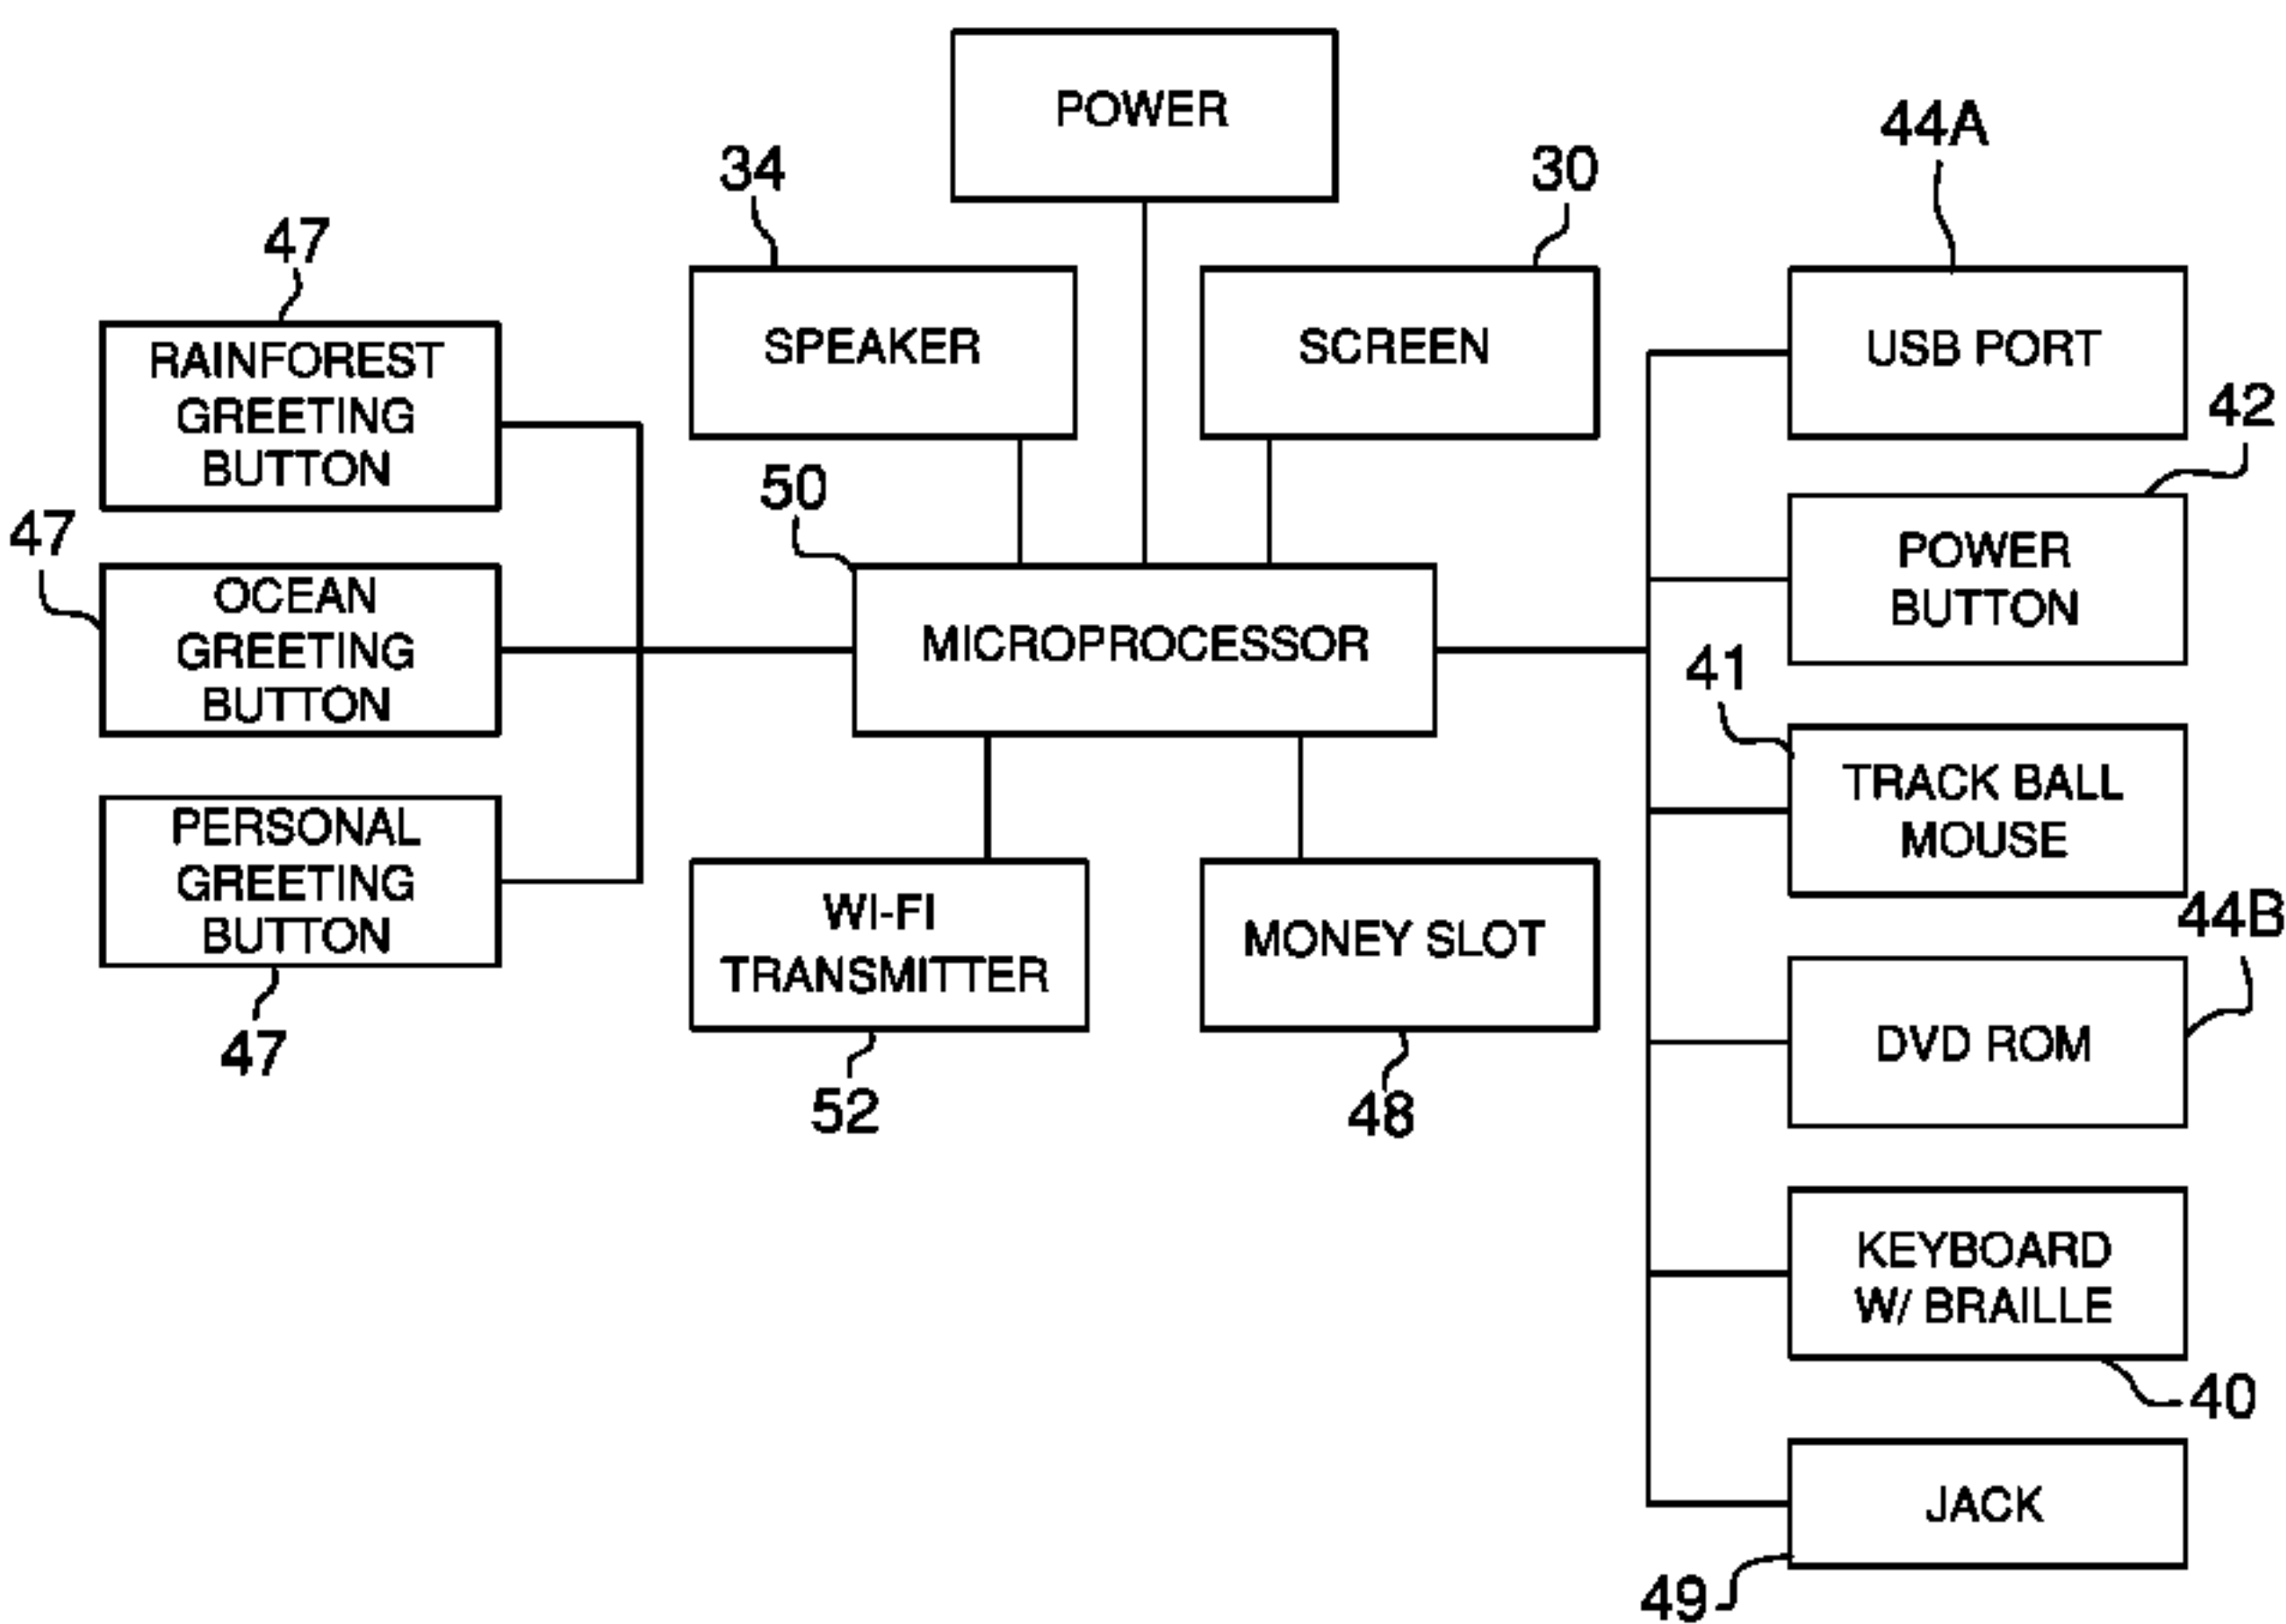 POWER
44A
34
30
47
SPEAKER
SCREEN
USB PORT
RAINFOREST
GREETING
BUTTON
42
50
47
POWER
BUTTON
OCEAN
GREETING
BUTTON
MICROPROCESSOR
41
TRACK BALL
MOUSE
PERSONAL
GREETING
BUTTON
WI-FI
TRANSMITTER
MONEY SLOT
44B
47
52
48
DVD ROM
KEYBOARD
W/ BRAILLE
40
JACK
49